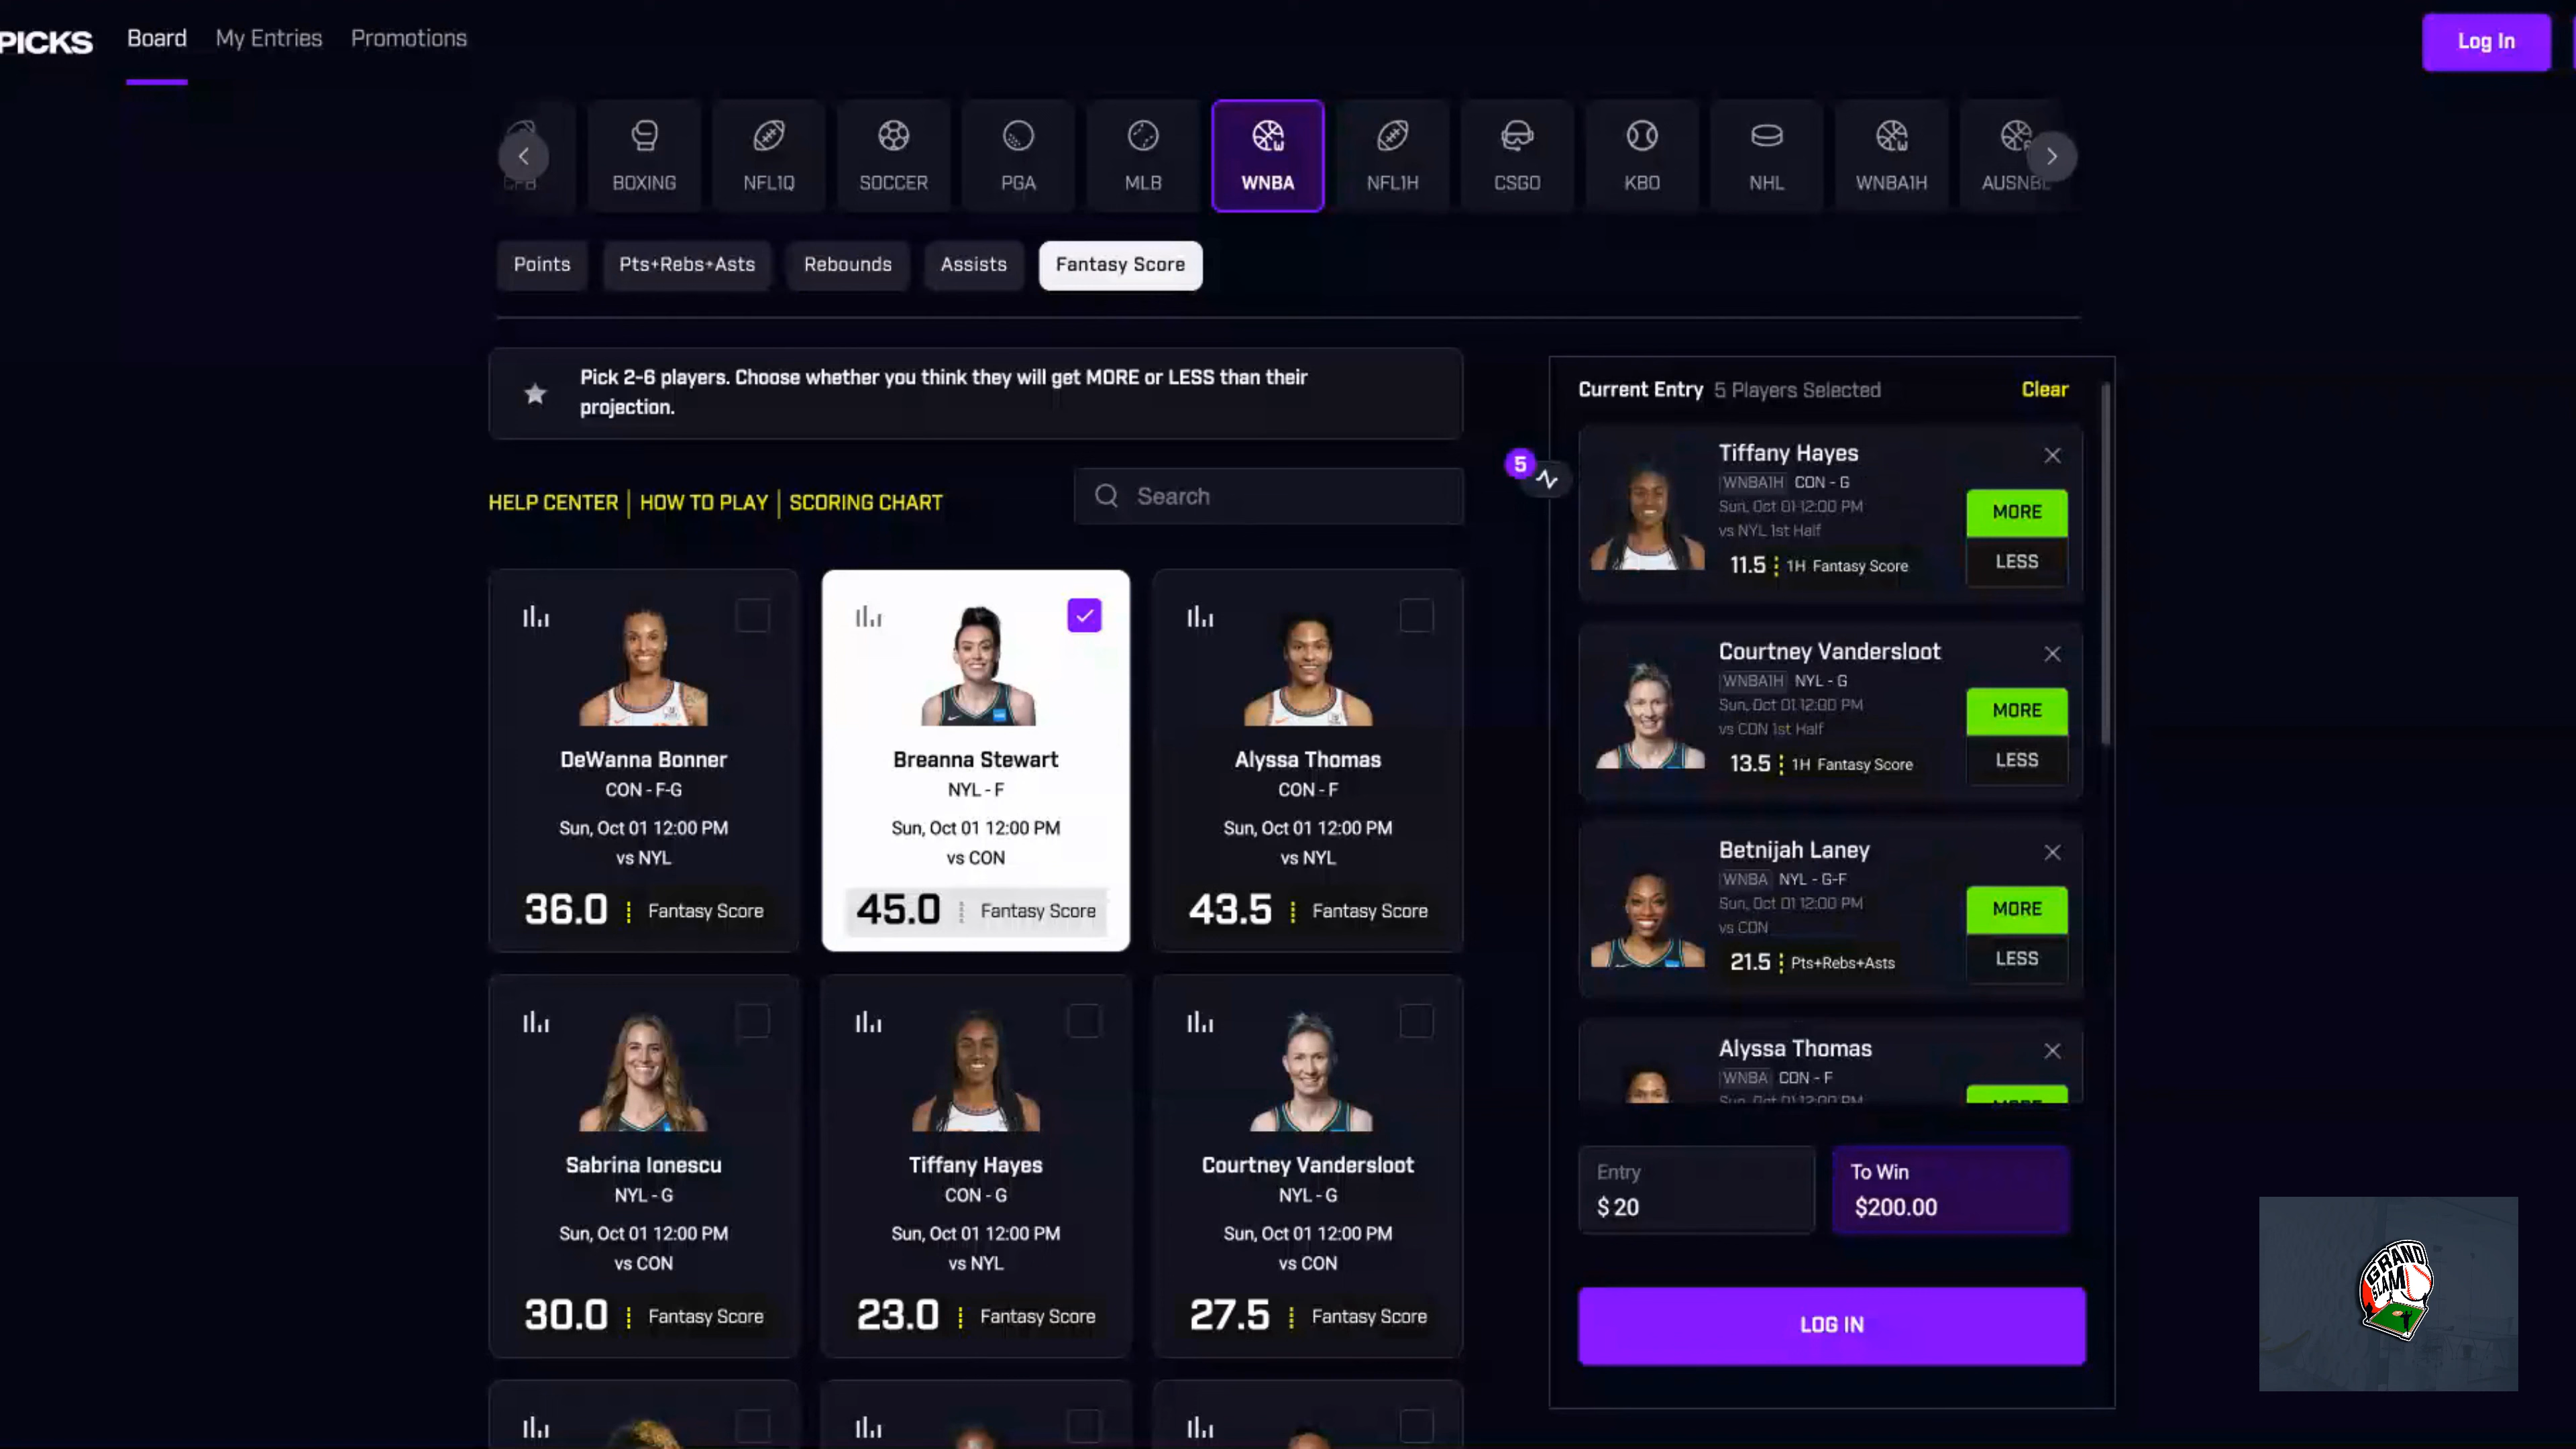 PICKS
Board
My Entries
Promotions
Log In
BOXING
NFL1Q
SOCCER
PGA
MLB
WNBA
NFL1H
CSGO
KBO
NHL
WNBA1H
Points
Pts+Rebs+Asts
Rebounds
Assists
Fantasy Score
Pick 2-6 players. Choose whether you think they will get MORE or LESS than their
projection.
HELP CENTER
HOW TO PLAY
SCORING CHART
Search
DeWanna Bonner
CON - F-G
Sun, Oct 01 12:00 PM
vs NYL
36.0
Fantasy Score
Breanna Stewart
NYL - F
Sun, Oct 01 12:00 PM
vs CON
45.0
Fantasy Score
Alyssa Thomas
CON - F
Sun, Oct 01 12:00 PM
vs NYL
43.5
Fantasy Score
Sabrina Ionescu
NYL - G
Sun, Oct 01 12:00 PM
vs CON
30.0
Fantasy Score
Tiffany Hayes
CON - G
Sun, Oct 01 12:00 PM
vs NYL
23.0
Fantasy Score
Courtney Vandersloot
NYL - G
Sun, Oct 01 12:00 PM
vs CON
27.5
Fantasy Score
Current Entry 5 Players Selected
Clear
5
Tiffany Hayes
WNBA1H CON - G
Sun, Oct 01 12:00 PM
vs NYL 1st Half
11.5
1H Fantasy Score
MORE
LESS
Courtney Vandersloot
WNBA1H NYL - G
Sun, Oct 01 12:00 PM
vs CON 1st Half
13.5
1H Fantasy Score
MORE
LESS
Betnijah Laney
WNBA NYL - G-F
Sun, Oct 01 12:00 PM
vs CON
21.5
Pts+Rebs+Asts
MORE
LESS
Alyssa Thomas
WNBA CON - F
Sun, Oct 01 12:00 PM
MORE
Entry
$ 20
To Win
$200.00
LOG IN
GRAND
SLAM